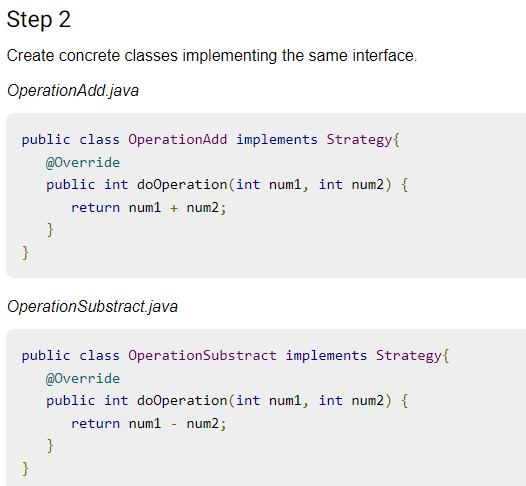 Step 2
Create concrete classes implementing the same interface.
OperationAdd.java
public class OperationAdd implements Strategy{
   @Override
   public int doOperation(int num1, int num2) {
      return num1 + num2;
   }
}
OperationSubstract.java
public class OperationSubstract implements Strategy{
   @Override
   public int doOperation(int num1, int num2) {
      return num1 - num2;
   }
}